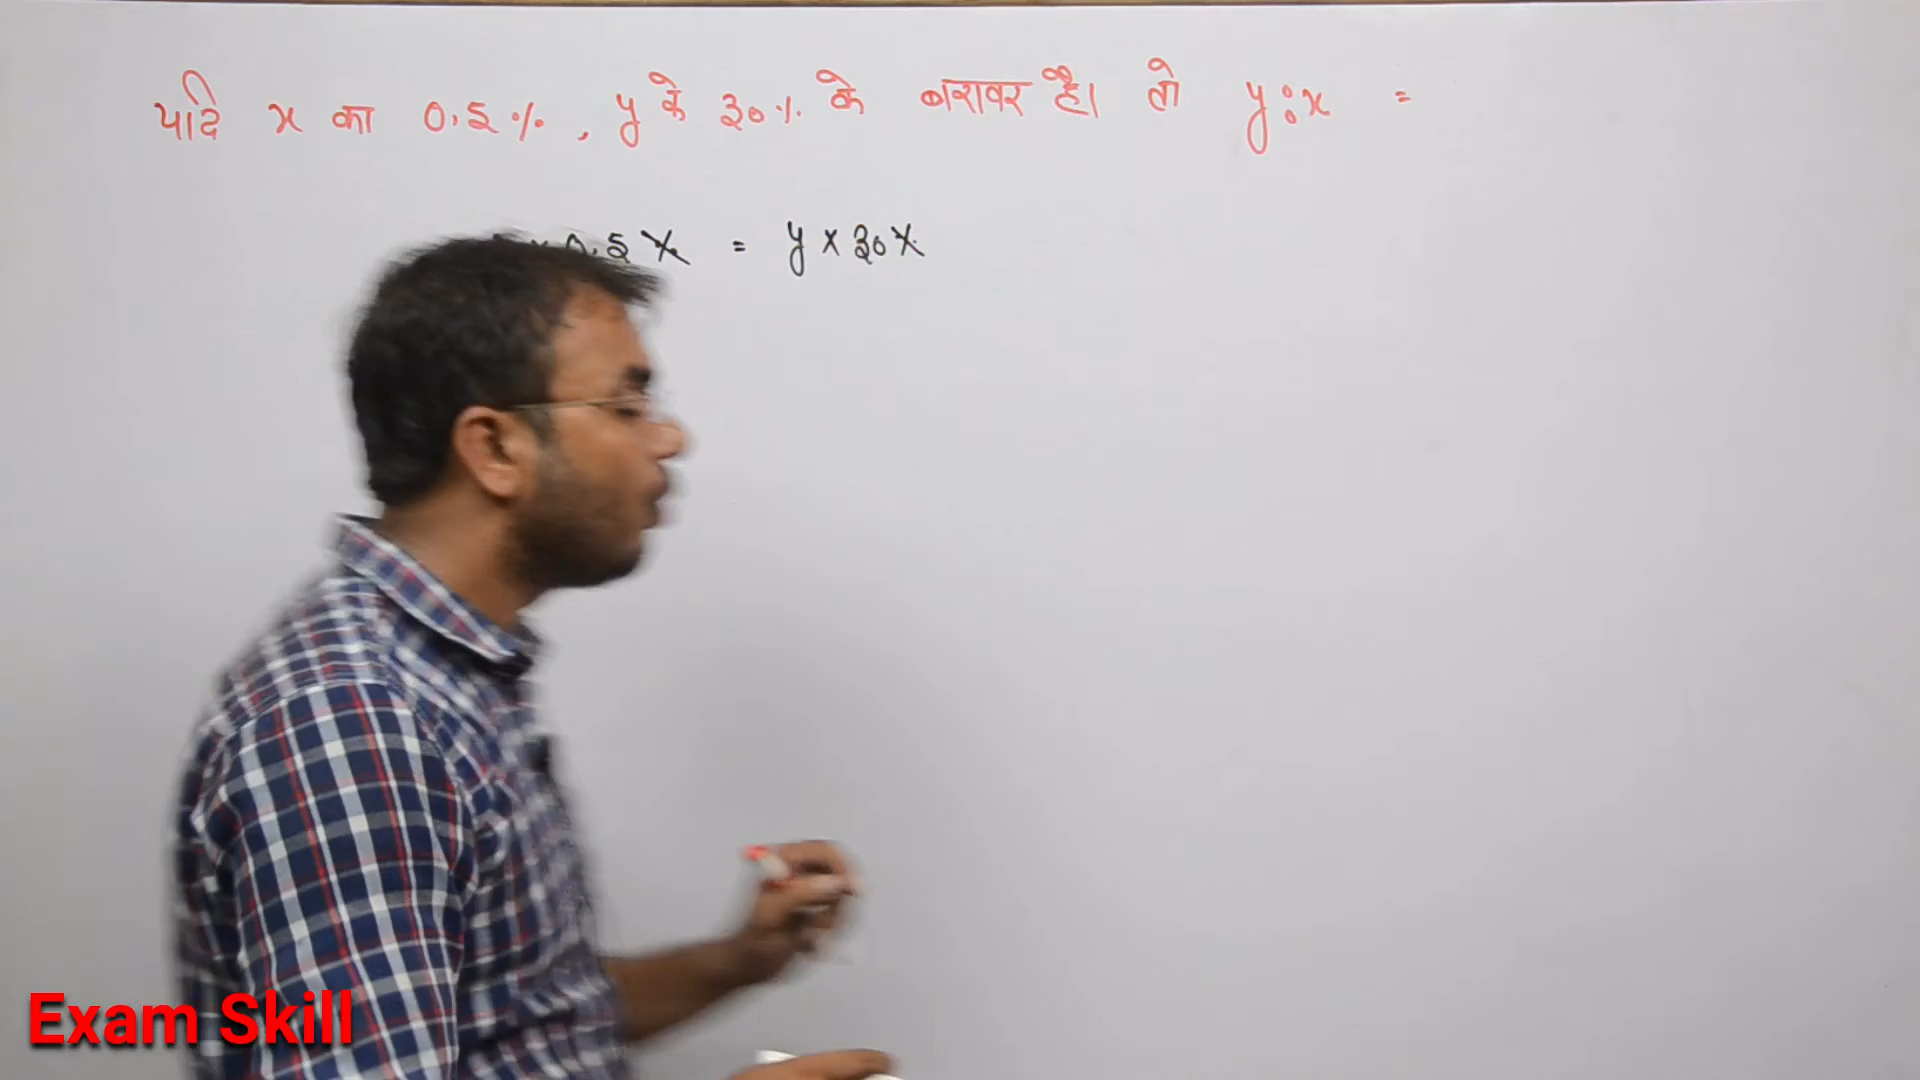 यदि x का 0.5% , y के 30% के बराबर है। तो y:x =
0.5 % = y x 30 %
Exam Skill